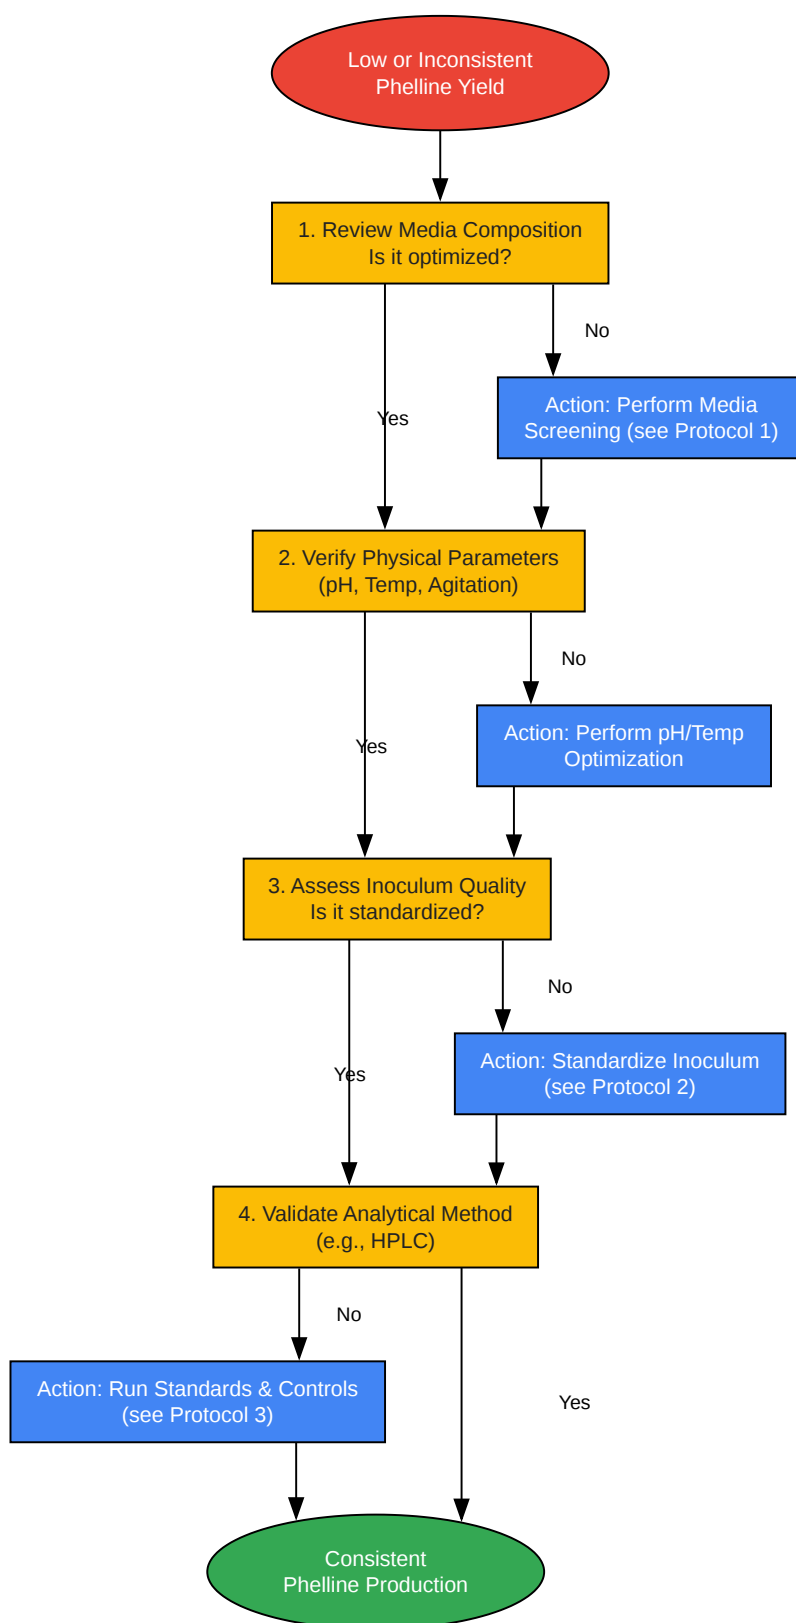 Low or Inconsistent
Phelline Yield
1. Review Media Composition
Is it optimized?
No
Yes
Action: Perform Media
Screening (see Protocol 1)
2. Verify Physical Parameters
(pH, Temp, Agitation)
No
Yes
Action: Perform pH/Temp
Optimization
3. Assess Inoculum Quality
Is it standardized?
No
Yes
Action: Standardize Inoculum
(see Protocol 2)
4. Validate Analytical Method
(e.g., HPLC)
No
Action: Run Standards & Controls
(see Protocol 3)
Yes
Consistent
Phelline Production